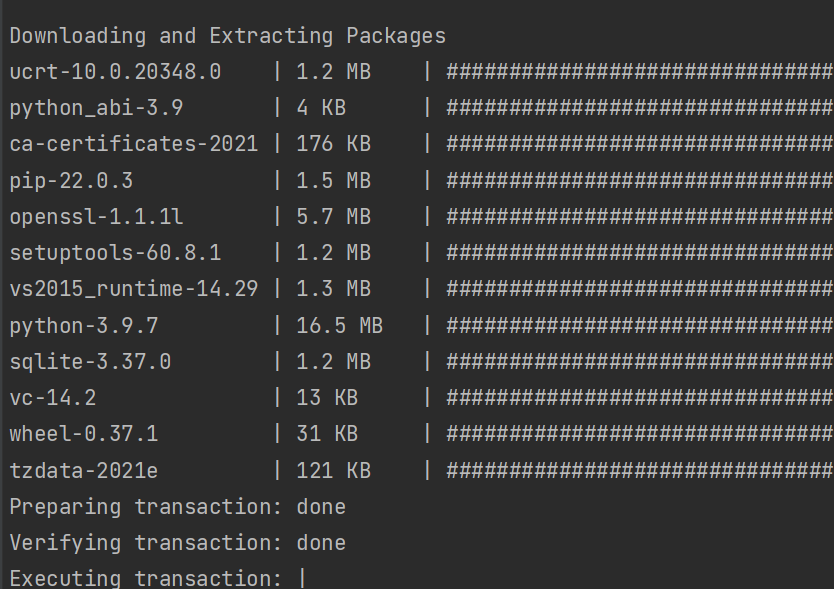 Downloading and Extracting Packages
ucrt-10.0.20348.0    | 1.2 MB    | ###############################
python_abi-3.9       | 4 KB      | ###############################
ca-certificates-2021 | 176 KB    | ###############################
pip-22.0.3           | 1.5 MB    | ###############################
openssl-1.1.1l       | 5.7 MB    | ###############################
setuptools-60.8.1    | 1.2 MB    | ###############################
vs2015_runtime-14.29 | 1.3 MB    | ###############################
python-3.9.7         | 16.5 MB   | ###############################
sqlite-3.37.0        | 1.2 MB    | ###############################
vc-14.2              | 13 KB     | ###############################
wheel-0.37.1         | 31 KB     | ###############################
tzdata-2021e         | 121 KB    | ###############################
Preparing transaction: done
Verifying transaction: done
Executing transaction: |